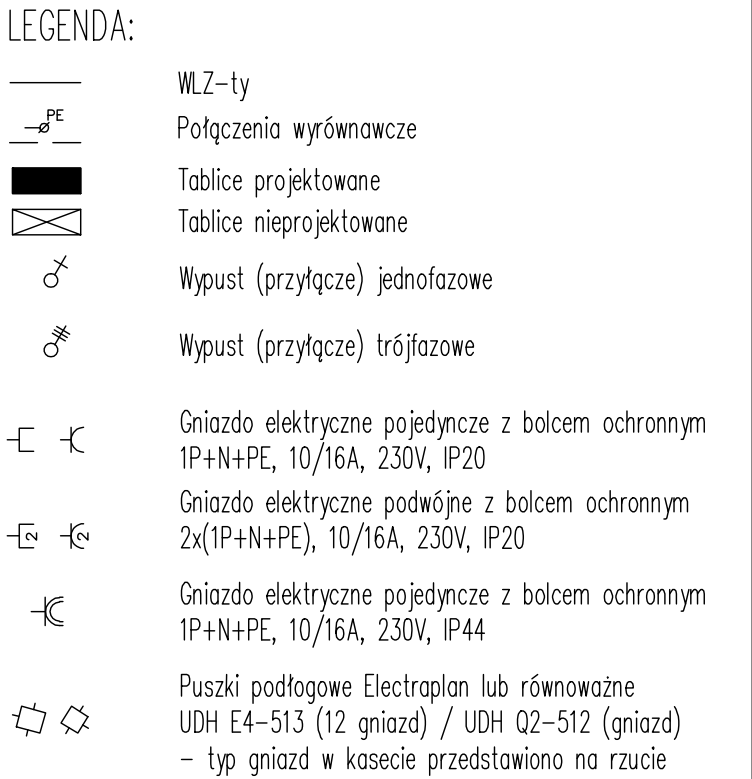 LEGENDA:
WLZ-ty
PE
Połączenia wyrównawcze
Tablice projektowane
Tablice nieprojektowane
Wypust (przyłącze) jednofazowe
Wypust (przyłącze) trójfazowe
Gniazdo elektryczne pojedyncze z bolcem ochronnym
1P+N+PE, 10/16A, 230V, IP20
Gniazdo elektryczne podwójne z bolcem ochronnym
2 2 2x(1P+N+PE), 10/16A, 230V, IP20
Gniazdo elektryczne pojedyncze z bolcem ochronnym
1P+N+PE, 10/16A, 230V, IP44
Puszki podłogowe Electraplan lub równoważne
UDH E4-513 (12 gniazd) / UDH Q2-512 (gniazd)
- typ gniazd w kasecie przedstawiono na rzucie